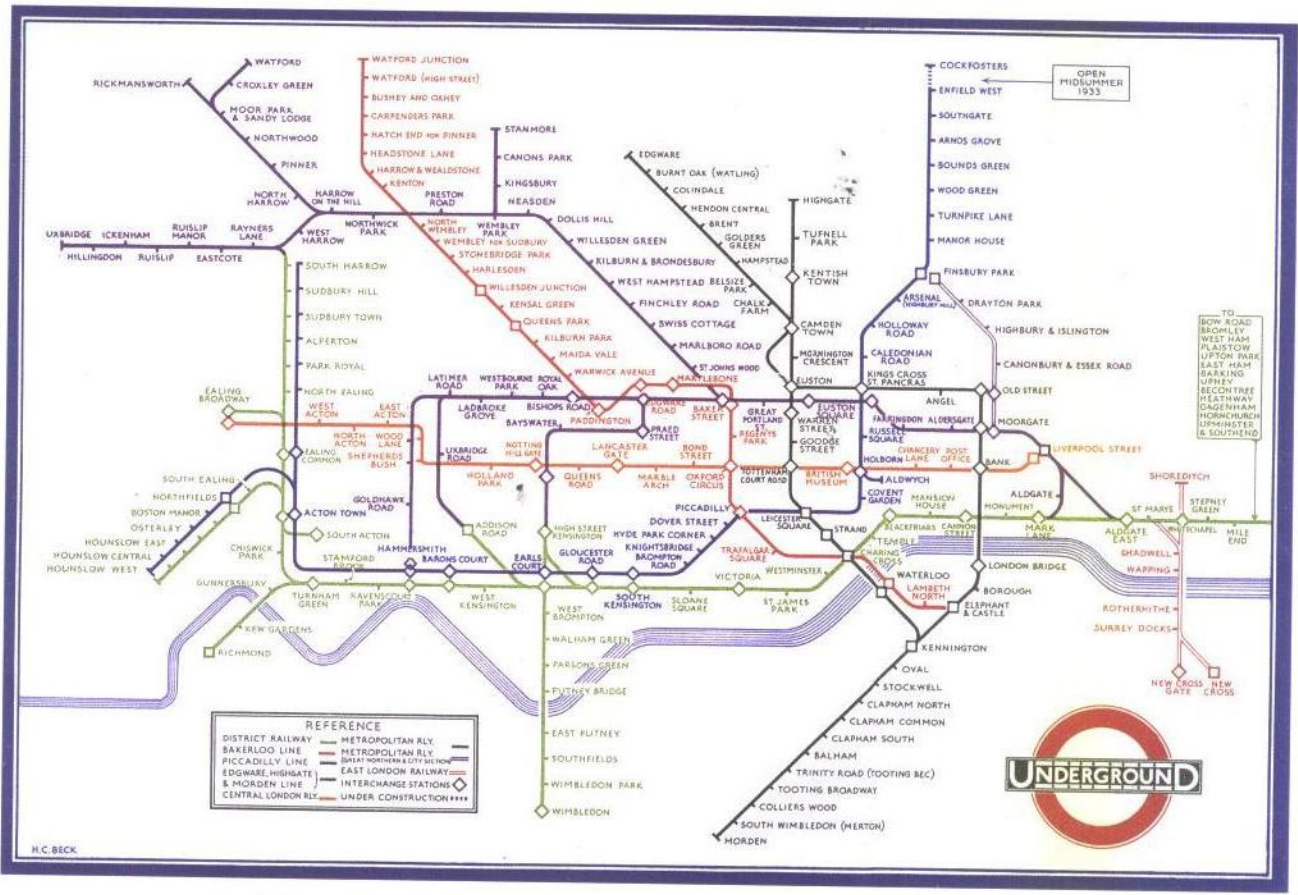 WATFORD
RICKMANSWORTH
CROXLEY GREEN
MOOR PARK
& SANDY LODGE
NORTHWOOD
PINNER
NORTH
HARROW
HARROW
ON THE HILL
NORTHWICK
PARK
PRESTON
ROAD
WEMBLEY
PARK
NEASDEN
STANMORE
CANONS PARK
KINGSBURY
DOLLIS HILL
WILLESDEN GREEN
KILBURN & BRONDESBURY
WEST HAMPSTEAD
FINCHLEY ROAD
SWISS COTTAGE
MARLBORO ROAD
ST JOHNS WOOD
UXBRIDGE
HILLINGDON
ICKENHAM
RUISLIP
RUISLIP
MANOR
EASTCOTE
RAYNERS
LANE
WEST
HARROW
WATFORD JUNCTION
WATFORD (HIGH STREET)
BUSHEY AND OXHEY
CARPENDERS PARK
HATCH END FOR PINNER
HEADSTONE LANE
HARROW & WEALDSTONE
KENTON
NORTH
WEMBLEY
WEMBLEY FOR SUDBURY
STONEBRIDGE PARK
HARLESDEN
WILLESDEN JUNCTION
KENSAL GREEN
QUEENS PARK
KILBURN PARK
MAIDA VALE
WARWICK AVENUE
PADDINGTON
EDGWARE
ROAD
MARYLEBONE
BAKER
STREET
REGENTS
PARK
EDGWARE
BURNT OAK (WATLING)
COLINDALE
HENDON CENTRAL
BRENT
GOLDERS
GREEN
HAMPSTEAD
BELSIZE
PARK
CHALK
FARM
HIGHGATE
TUFNELL
PARK
KENTISH
TOWN
CAMDEN
TOWN
MORNINGTON
CRESCENT
EUSTON
COCKFOSTERS
OPEN
MIDSUMMER
1933
ENFIELD WEST
SOUTHGATE
ARNOS GROVE
BOUNDS GREEN
WOOD GREEN
TURNPIKE LANE
MANOR HOUSE
FINSBURY PARK
ARSENAL
(HIGHBURY HILL)
DRAYTON PARK
HOLLOWAY
ROAD
HIGHBURY & ISLINGTON
CALEDONIAN
ROAD
CANONBURY & ESSEX ROAD
KINGS CROSS
ST. PANCRAS
ANGEL
OLD STREET
MOORGATE
TO
BOW ROAD
BROMLEY
WEST HAM
PLAISTOW
UPTON PARK
EAST HAM
BARKING
UPNEY
BECONTREE
HEATHWAY
DAGENHAM
HORNCHURCH
UPMINSTER
& SOUTHEND
SOUTH HARROW
SUDBURY HILL
SUDBURY TOWN
ALPERTON
PARK ROYAL
NORTH EALING
EALING
BROADWAY
WEST
ACTON
NORTH
ACTON
EAST
ACTON
WOOD
LANE
SHEPHERDS
BUSH
EALING
COMMON
LATIMER
ROAD
LADBROKE
GROVE
WESTBOURNE
PARK
ROYAL
OAK
BISHOPS ROAD
BAYSWATER
PRAED
STREET
GREAT
PORTLAND
ST.
EUSTON
SQUARE
WARREN
STREET
GOODGE
STREET
RUSSELL
SQUARE
FARRINGDON
ALDERSGATE
UXBRIDGE
ROAD
HOLLAND
PARK
NOTTING
HILL GATE
QUEENS
ROAD
LANCASTER
GATE
MARBLE
ARCH
BOND
STREET
OXFORD
CIRCUS
TOTTENHAM
COURT ROAD
BRITISH
MUSEUM
HOLBORN
CHANCERY
LANE
POST
OFFICE
BANK
LIVERPOOL STREET
ALDWYCH
COVENT
GARDEN
SOUTH EALING
NORTHFIELDS
BOSTON MANOR
OSTERLEY
HOUNSLOW EAST
HOUNSLOW CENTRAL
HOUNSLOW WEST
ACTON TOWN
SOUTH ACTON
CHISWICK
PARK
GOLDHAWK
ROAD
ADDISON
ROAD
HIGH STREET
KENSINGTON
PICCADILLY
DOVER STREET
HYDE PARK CORNER
KNIGHTSBRIDGE
BROMPTON
ROAD
LEICESTER
SQUARE
STRAND
TRAFALGAR
SQUARE
CHARING
CROSS
TEMPLE
BLACKFRIARS
MANSION
HOUSE
CANNON
STREET
MONUMENT
MARK
LANE
ALDGATE
ALDGATE
EAST
ST MARYS
SHOREDITCH
STEPNEY
GREEN
WHITECHAPEL
MILE
END
SHADWELL
WAPPING
ROTHERHITHE
SURREY DOCKS
NEW CROSS
GATE
NEW
CROSS
GUNNERSBURY
KEW GARDENS
RICHMOND
TURNHAM
GREEN
STAMFORD
BROOK
RAVENSCOURT
PARK
HAMMERSMITH
BARONS COURT
WEST
KENSINGTON
EARLS
COURT
GLOUCESTER
ROAD
SOUTH
KENSINGTON
SLOANE
SQUARE
VICTORIA
ST. JAMES
PARK
WESTMINSTER
WATERLOO
LAMBETH
NORTH
LONDON BRIDGE
BOROUGH
ELEPHANT
& CASTLE
KENNINGTON
OVAL
STOCKWELL
CLAPHAM NORTH
CLAPHAM COMMON
CLAPHAM SOUTH
BALHAM
TRINITY ROAD (TOOTING BEC)
TOOTING BROADWAY
COLLIERS WOOD
SOUTH WIMBLEDON (MERTON)
MORDEN
WEST
BROMPTON
WALHAM GREEN
PARSONS GREEN
PUTNEY BRIDGE
EAST PUTNEY
SOUTHFIELDS
WIMBLEDON PARK
WIMBLEDON
REFERENCE
DISTRICT RAILWAY
BAKERLOO LINE
PICCADILLY LINE
EDGWARE, HIGHGATE
& MORDEN LINE
CENTRAL LONDON RLY.
METROPOLITAN RLY.
METROPOLITAN RLY.
(GREAT NORTHERN & CITY SECTION)
EAST LONDON RAILWAY
INTERCHANGE STATIONS
UNDER CONSTRUCTION
UNDERGROUND
H.C. BECK